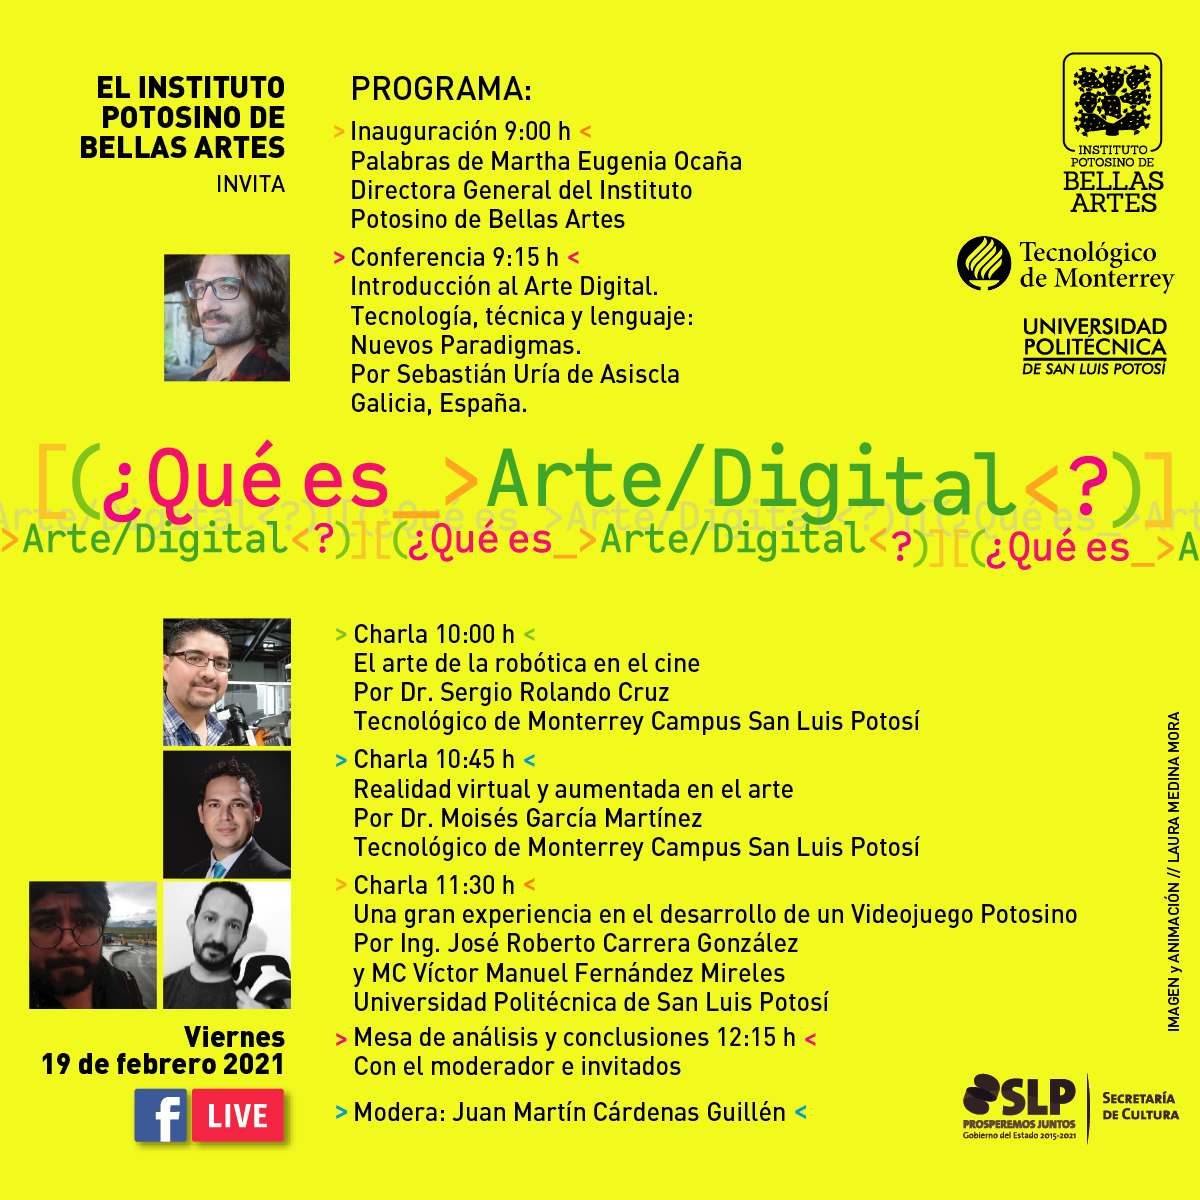 EL INSTITUTO
POTOSINO DE
BELLAS ARTES
INVITA
PROGRAMA:
> Inauguración 9:00 h <
Palabras de Martha Eugenia Ocaña
Directora General del Instituto
Potosino de Bellas Artes
> Conferencia 9:15 h <
Introducción al Arte Digital.
Tecnología, técnica y lenguaje:
Nuevos Paradigmas.
Por Sebastián Uría de Asiscla
Galicia, España.
INSTITUTO
POTOSINO DE
BELLAS
ARTES
Tecnológico
de Monterrey
UNIVERSIDAD
POLITÉCNICA
DE SAN LUIS POTOSÍ
[(¿Qué es_>Arte/Digital<?)]
Arte/Digital<?)][(¿Qué es_>Arte/Digital<?)][(¿Qué es_>Art
>Arte/Digital<?)][(¿Qué es_>Arte/Digital<?)][(¿Qué es_>A
> Charla 10:00 h <
El arte de la robótica en el cine
Por Dr. Sergio Rolando Cruz
Tecnológico de Monterrey Campus San Luis Potosí
> Charla 10:45 h <
Realidad virtual y aumentada en el arte
Por Dr. Moisés García Martínez
Tecnológico de Monterrey Campus San Luis Potosí
> Charla 11:30 h <
Una gran experiencia en el desarrollo de un Videojuego Potosino
Por Ing. José Roberto Carrera González
y MC Víctor Manuel Fernández Mireles
Universidad Politécnica de San Luis Potosí
> Mesa de análisis y conclusiones 12:15 h <
Con el moderador e invitados
> Modera: Juan Martín Cárdenas Guillén <
Viernes
19 de febrero 2021
f LIVE
IMAGEN y ANIMACIÓN // LAURA MEDINA MORA
SLP
PROSPEREMOS JUNTOS
Gobierno del Estado 2015-2021
SECRETARÍA
DE CULTURA